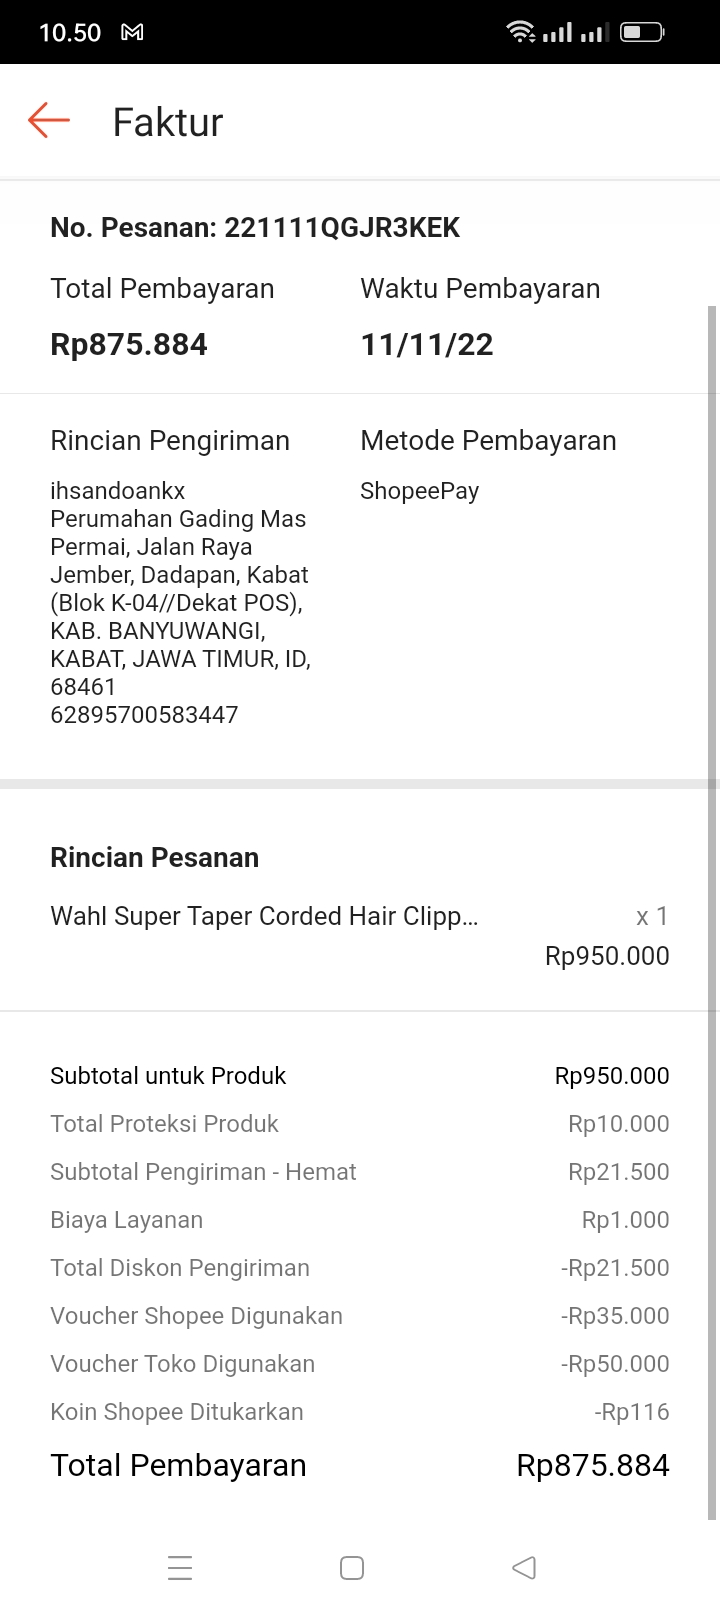 10.50
Faktur
No. Pesanan: 221111QGJR3KEK
Total Pembayaran
Waktu Pembayaran
Rp875.884
11/11/22
Rincian Pengiriman
Metode Pembayaran
ihsandoankx
ShopeePay
Perumahan Gading Mas
Permai, Jalan Raya
Jember, Dadapan, Kabat
(Blok K-04//Dekat POS),
KAB. BANYUWANGI,
KABAT, JAWA TIMUR, ID,
68461
62895700583447
Rincian Pesanan
Wahl Super Taper Corded Hair Clipp... x 1
Rp950.000
Subtotal untuk Produk Rp950.000
Total Proteksi Produk Rp10.000
Subtotal Pengiriman - Hemat Rp21.500
Biaya Layanan Rp1.000
Total Diskon Pengiriman -Rp21.500
Voucher Shopee Digunakan -Rp35.000
Voucher Toko Digunakan -Rp50.000
Koin Shopee Ditukarkan -Rp116
Total Pembayaran Rp875.884